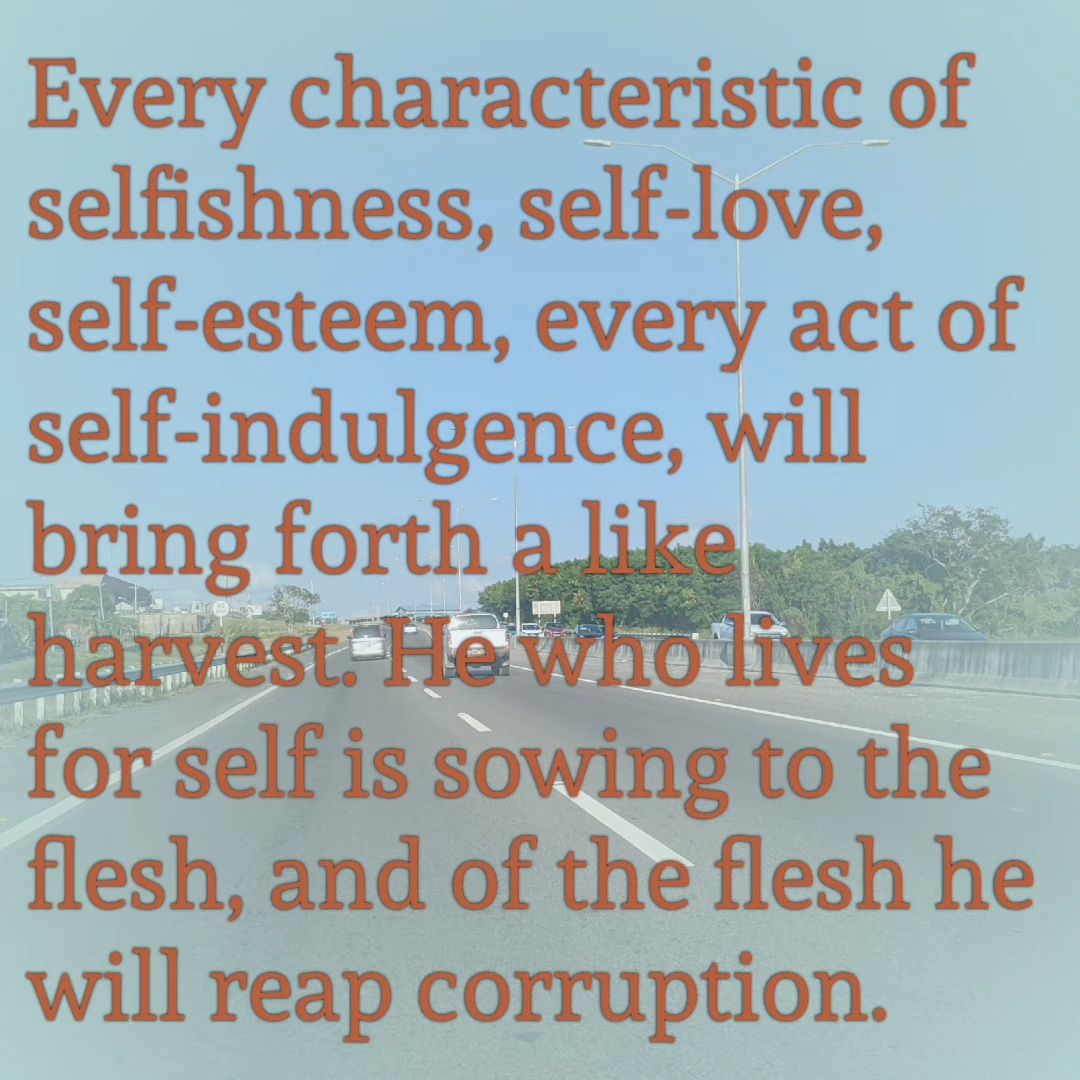 Every characteristic of
selfishness, self-love,
self-esteem, every act of
self-indulgence, will
bring forth a like
harvest. He who lives
for self is sowing to the
flesh, and of the flesh he
will reap corruption.